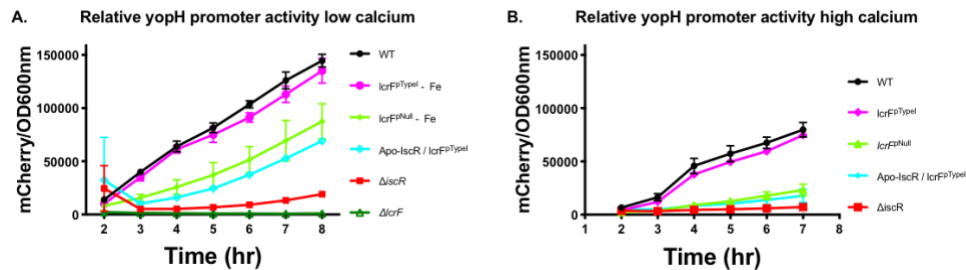 A. Relative yopH promoter activity low calcium
mCherry/OD600nm
150000
100000
50000
0
2 3 4 5 6 7 8
Time (hr)
WT
lcrFpTypeI - Fe
lcrFpNull - Fe
Apo-IscR / lcrFpTypeI
ΔiscR
ΔlcrF
B. Relative yopH promoter activity high calcium
mCherry/OD600nm
150000
100000
50000
0
1 2 3 4 5 6 7 8
Time (hr)
WT
lcrFpTypeI
lcrFpNull
Apo-IscR / lcrFpTypeI
ΔiscR